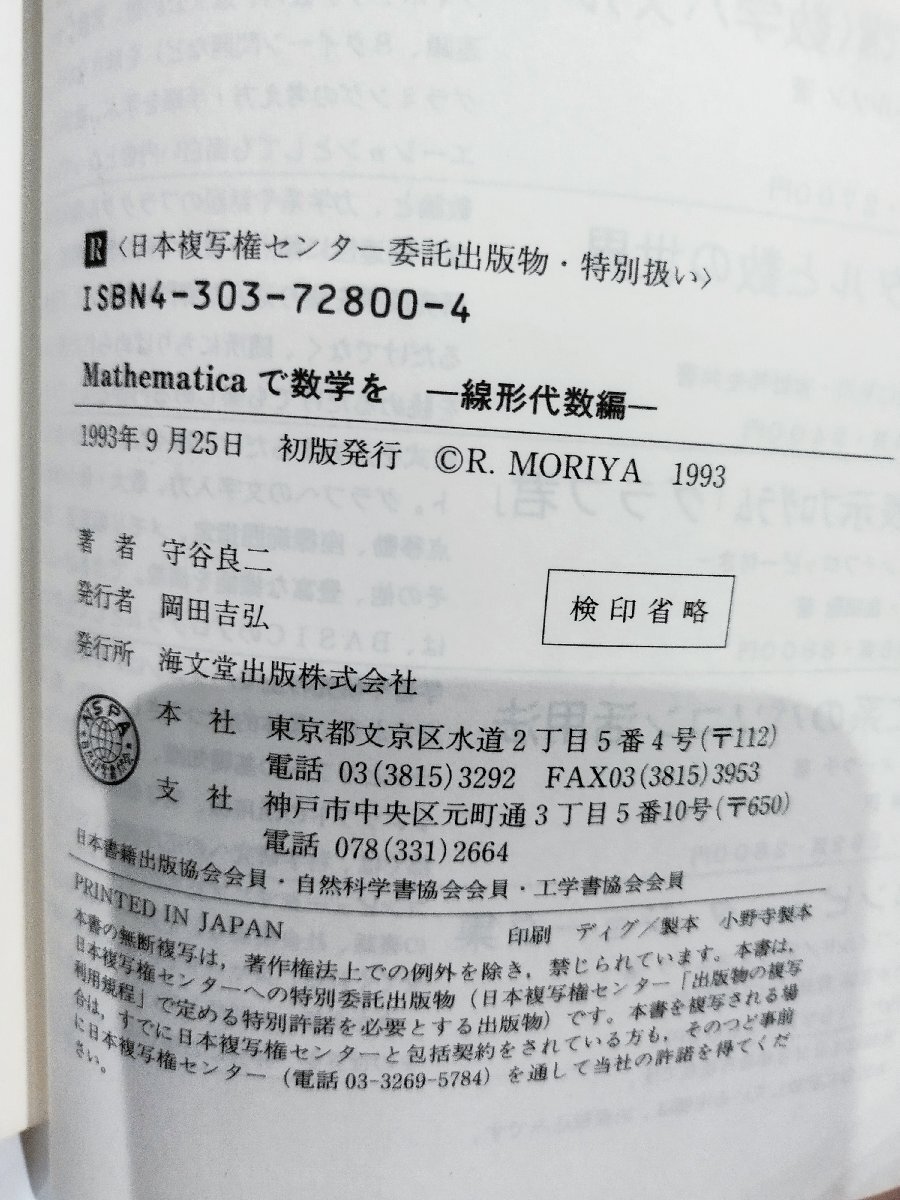 R〈日本複写権センター委託出版物・特別扱い〉
ISBN4-303-72800-4
Mathematica で数学を ―線形代数編―
1993年9月25日 初版発行 ©R. MORIYA 1993
著者 守谷良二
検印省略
発行者 岡田吉弘
発行所 海文堂出版株式会社
本社 東京都文京区水道2丁目5番4号(〒112)
電話 03(3815)3292 FAX03(3815)3953
支社 神戸市中央区元町通3丁目5番10号(〒650)
電話 078(331)2664
日本書籍出版協会会員・自然科学書協会会員・工学書協会会員
PRINTED IN JAPAN
印刷 ディグ／製本 小野寺製本
本書の無断複写は，著作権法上での例外を除き，禁じられています。本書は，
日本複写権センターへの特別委託出版物（日本複写権センター「出版物の複写
利用規程」で定める特別許諾を必要とする出版物）です。本書を複写される場
合は，すでに日本複写権センターと包括契約をされている方も，そのつど事前
に日本複写権センター（電話03-3269-5784）を通して当社の許諾を得てくだ
さい。